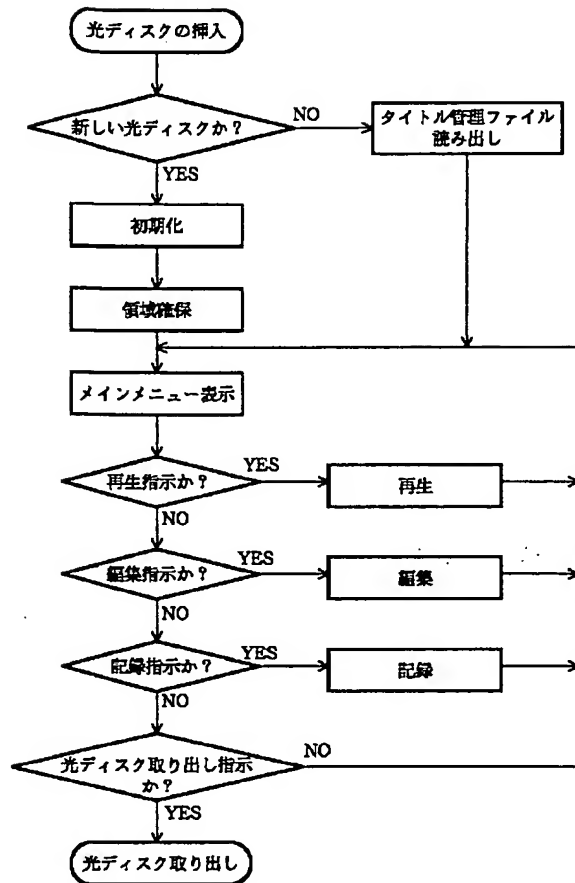 光ディスクの挿入
新しい光ディスクか？
NO
タイトル管理ファイル
読み出し
YES
初期化
領域確保
メインメニュー表示
再生指示か？
YES
再生
NO
編集指示か？
YES
編集
NO
記録指示か？
YES
記録
NO
光ディスク取り出し指示
か？
NO
YES
光ディスク取り出し